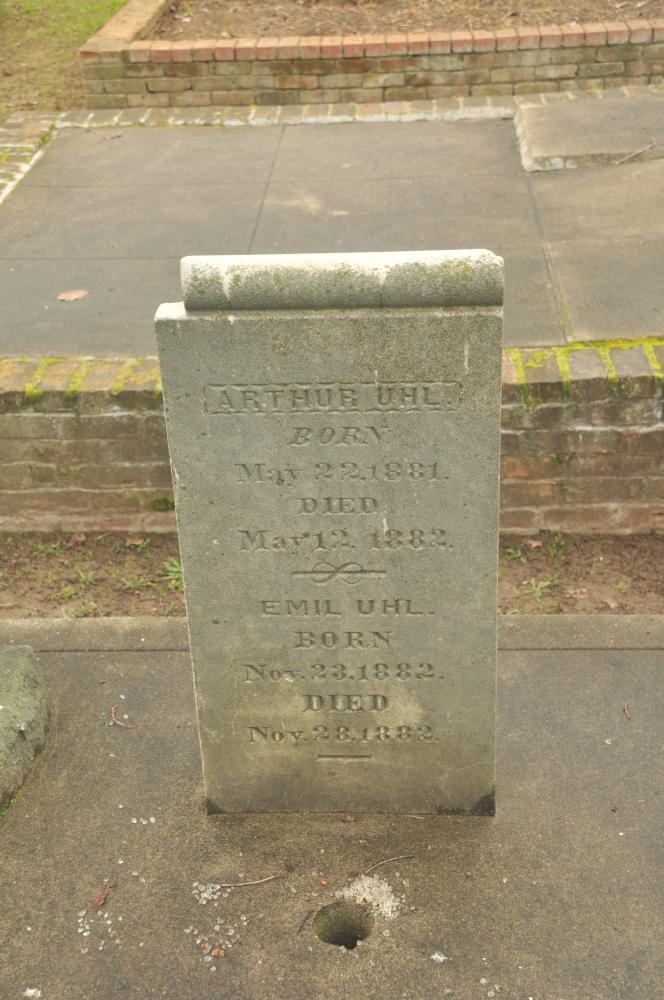 ARTHUR UHL.
BORN
May 22, 1881.
DIED
May 12, 1882.
EMIL UHL.
BORN
Nov. 23, 1882.
DIED
Nov. 28, 1882.